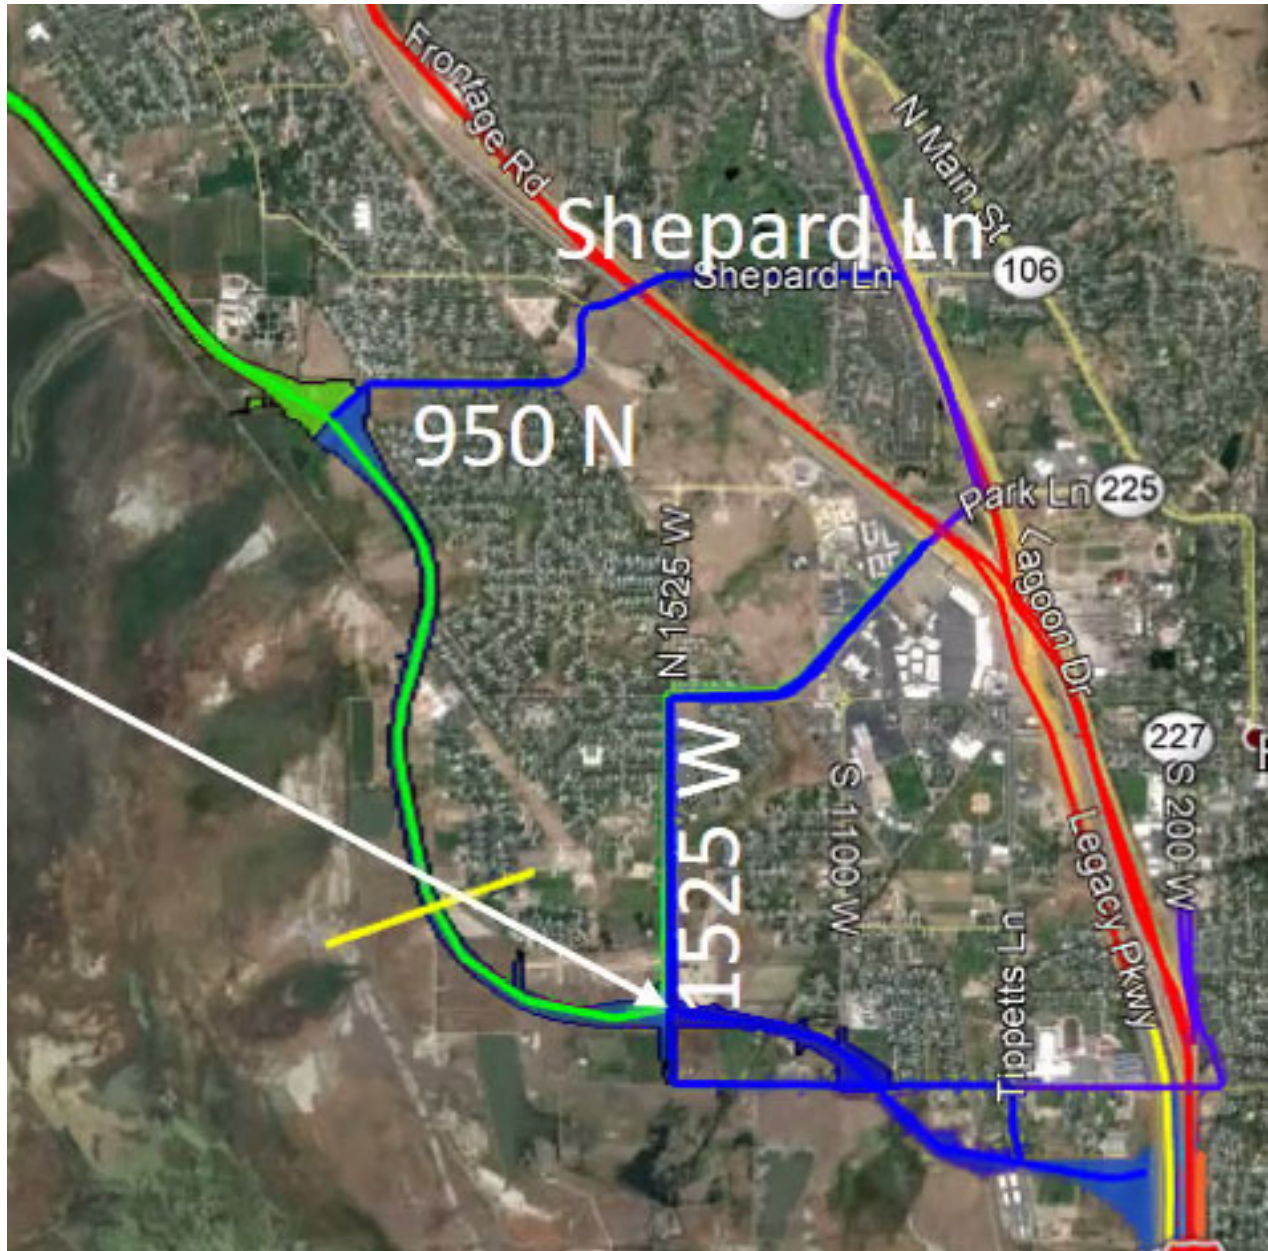 Frontage Rd
N Main St
Shepard Ln
Shepard Ln
106
950 N
Park Ln
225
N 1525 W
Lagoon Dr
227
S 200 W
1525 W
S 1100 W
Legacy Pkwy
Tippetts Ln